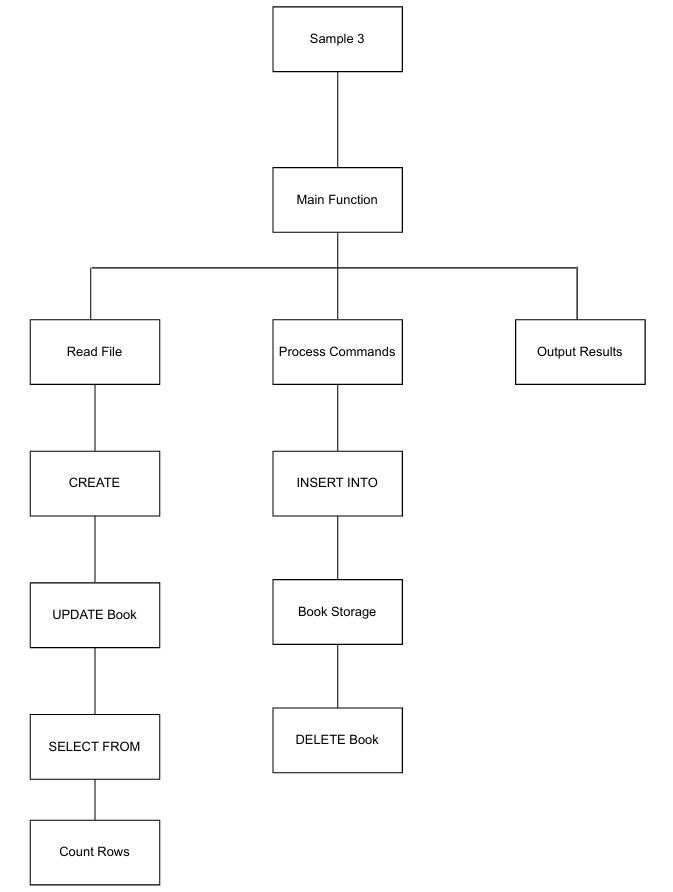 Sample 3
Main Function
Read File
Process Commands
Output Results
CREATE
INSERT INTO
UPDATE Book
Book Storage
SELECT FROM
DELETE Book
Count Rows